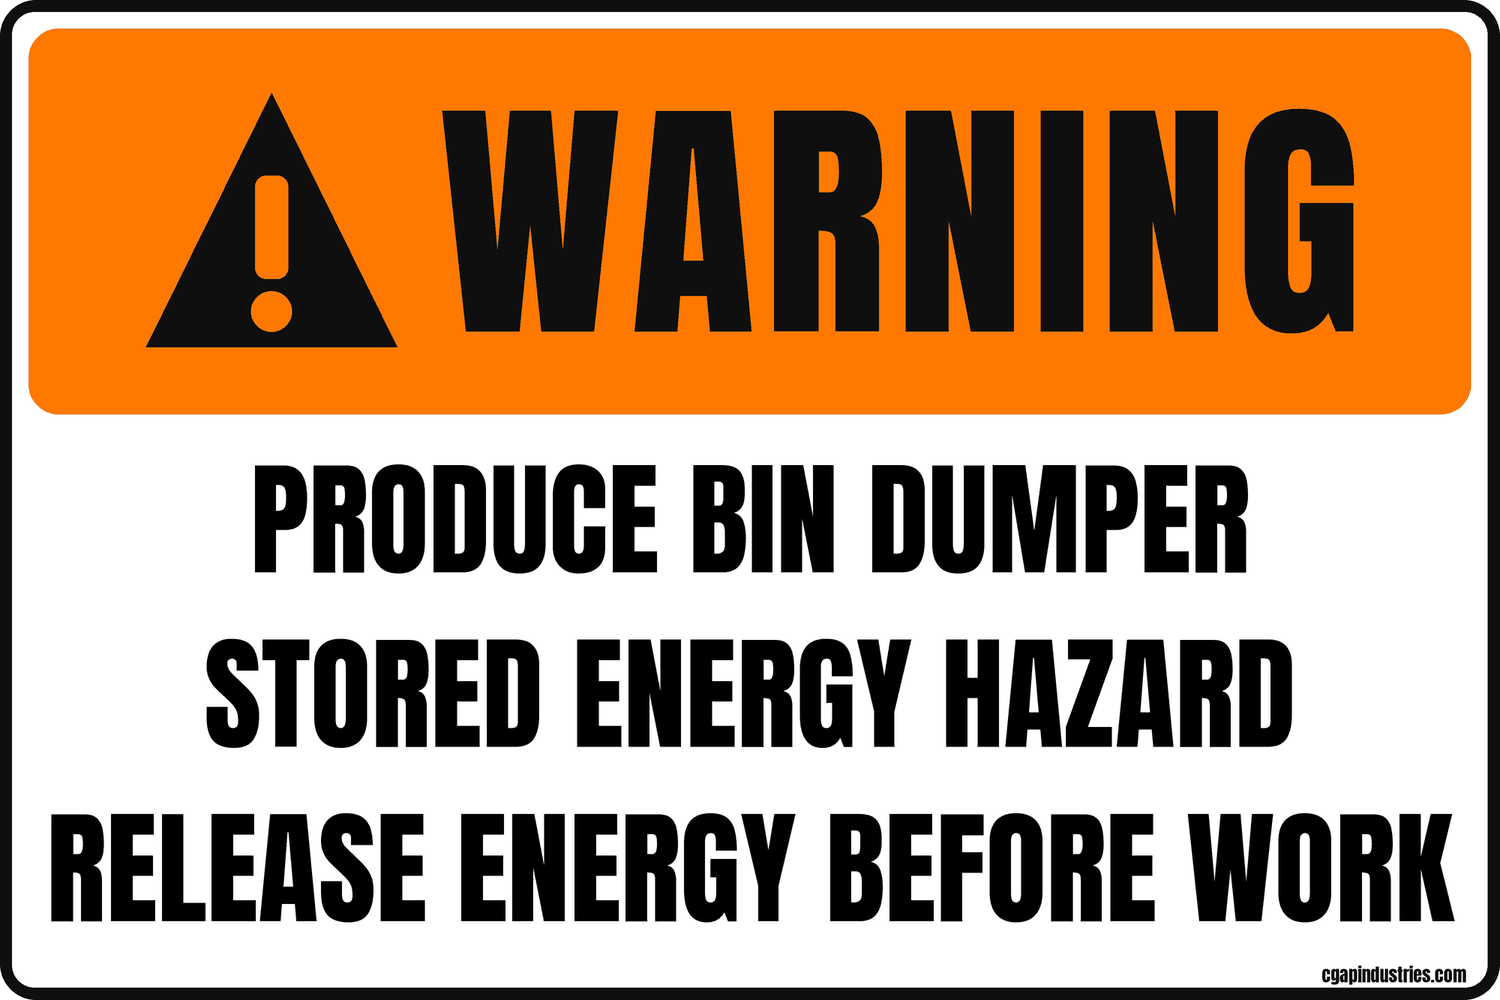 WARNING
PRODUCE BIN DUMPER
STORED ENERGY HAZARD
RELEASE ENERGY BEFORE WORK
cgapindustries.com